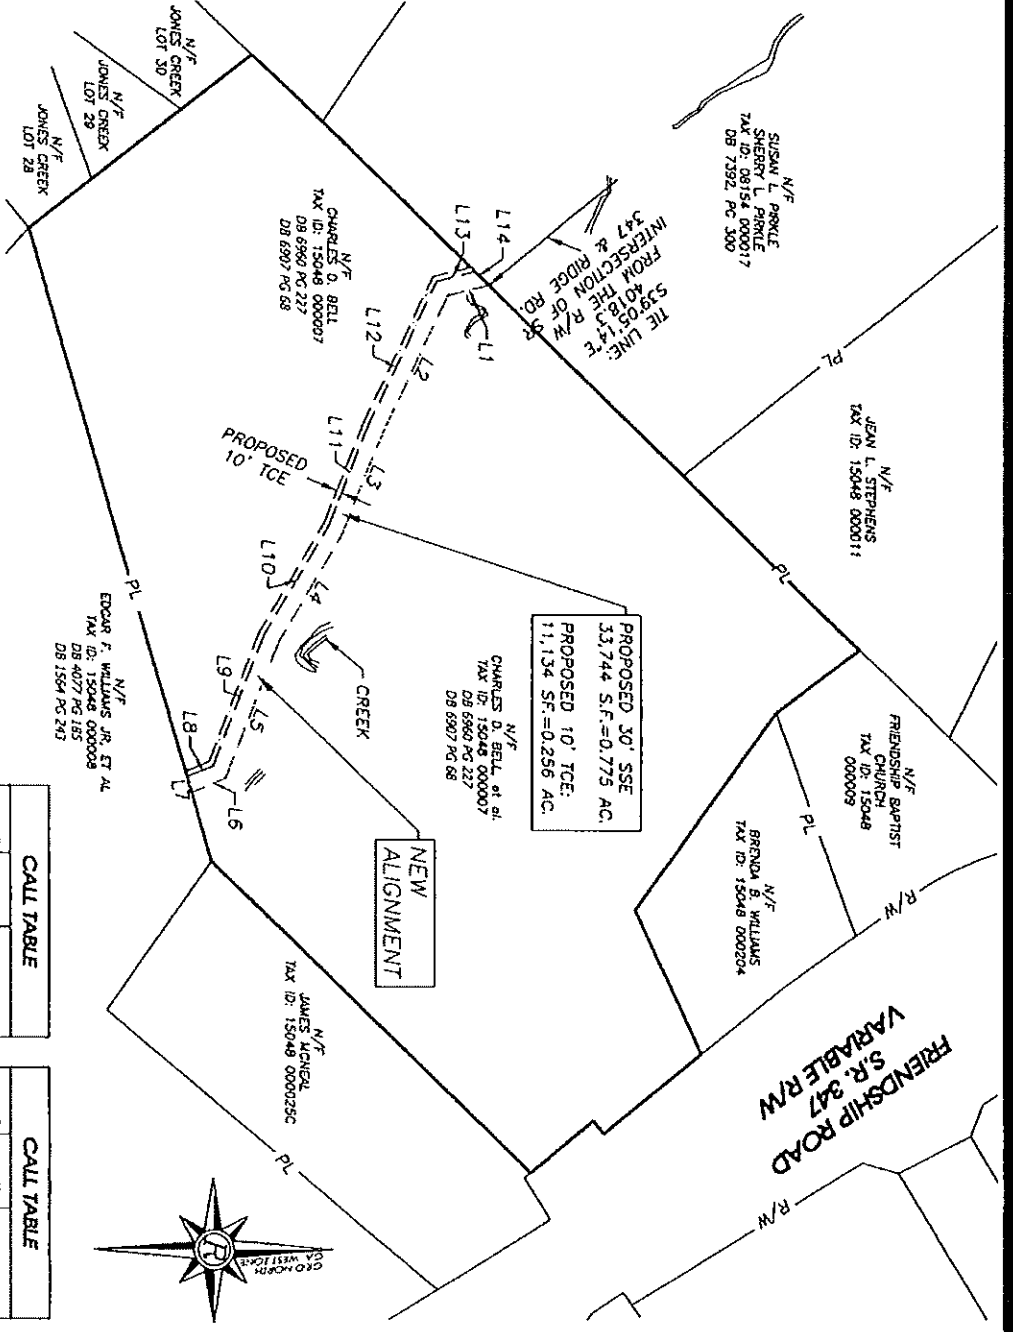 N/F
JONES CREEK
LOT 30
N/F
JONES CREEK
LOT 29
N/F
JONES CREEK
LOT 28
N/F
SUSAN L. PIRKLE
SHERRY L. PIRKLE
TAX ID: 08154 000017
DB 7392, PG 300
TIE LINE:
S39°05'14"E
4018.3'
FROM THE R/W
INTERSECTION OF SR
347 & RIDGE RD.
N/F
CHARLES D. BELL
TAX ID: 15048 000007
DB 6960 PG 227
DB 6907 PG 68
L14
L13
L1
L12
L2
L11
L3
PROPOSED
10' TCE
L10
L4
L9
L5
L8
L7
L6
PL
N/F
JEAN L. STEPHENS
TAX ID: 15048 000011
PL
PROPOSED 30' SSE
33,744 S.F.=0.775 AC.
PROPOSED 10' TCE:
11,134 SF.=0.256 AC.
CREEK
N/F
CHARLES D. BELL, et al.
TAX ID: 15048 000007
DB 6960 PG 227
DB 6907 PG 68
PL
N/F
EDGAR F. WILLIAMS JR, ET AL
TAX ID: 15048 000008
DB 4077 PG 185
DB 1564 PG 243
NEW
ALIGNMENT
N/F
FRIENDSHIP BAPTIST
CHURCH
TAX ID: 15048
000009
PL
N/F
BRENDA B. WILLIAMS
TAX ID: 15048 000204
R/W
FRIENDSHIP ROAD
S.R. 347
VARIABLE R/W
R/W
N/F
JAMES MCNEAL
TAX ID: 15048 000025C
PL
GRID NORTH
GA WEST ZONE
R
CALL TABLE
CALL TABLE